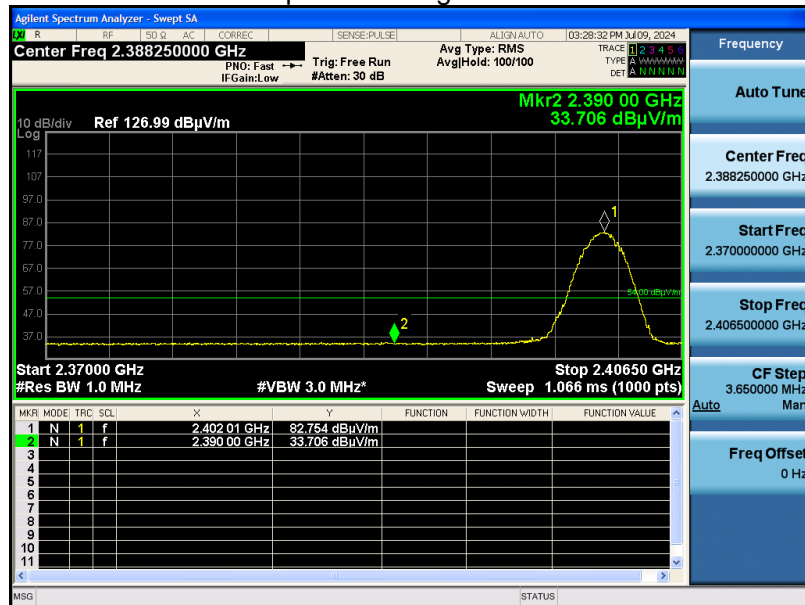 Agilent Spectrum Analyzer - Swept SA
LXI R RF 50 Ω AC CORREC SENSE:PULSE ALIGN AUTO 03:28:32 PM Jul 09, 2024
Center Freq 2.388250000 GHz
PNO: Fast
IFGain:Low
Trig: Free Run
#Atten: 30 dB
Avg Type: RMS
Avg|Hold: 100/100
TRACE 1 2 3 4 5 6
TYPE A WWWWW
DET A N N N N N
Mkr2 2.390 00 GHz
33.706 dBµV/m
10 dB/div Ref 126.99 dBµV/m
Log
117
107
97.0
87.0
77.0
67.0
57.0
47.0
37.0
1
54.00 dBµV/m
2
Start 2.37000 GHz Stop 2.40650 GHz
#Res BW 1.0 MHz #VBW 3.0 MHz* Sweep 1.066 ms (1000 pts)
MKR MODE TRC SCL X Y FUNCTION FUNCTION WIDTH FUNCTION VALUE
1 N 1 f 2.402 01 GHz 82.754 dBµV/m
2 N 1 f 2.390 00 GHz 33.706 dBµV/m
3
4
5
6
7
8
9
10
11
MSG STATUS
Frequency
Auto Tune
Center Freq
2.388250000 GHz
Start Freq
2.370000000 GHz
Stop Freq
2.406500000 GHz
CF Step
3.650000 MHz
Auto Man
Freq Offset
0 Hz